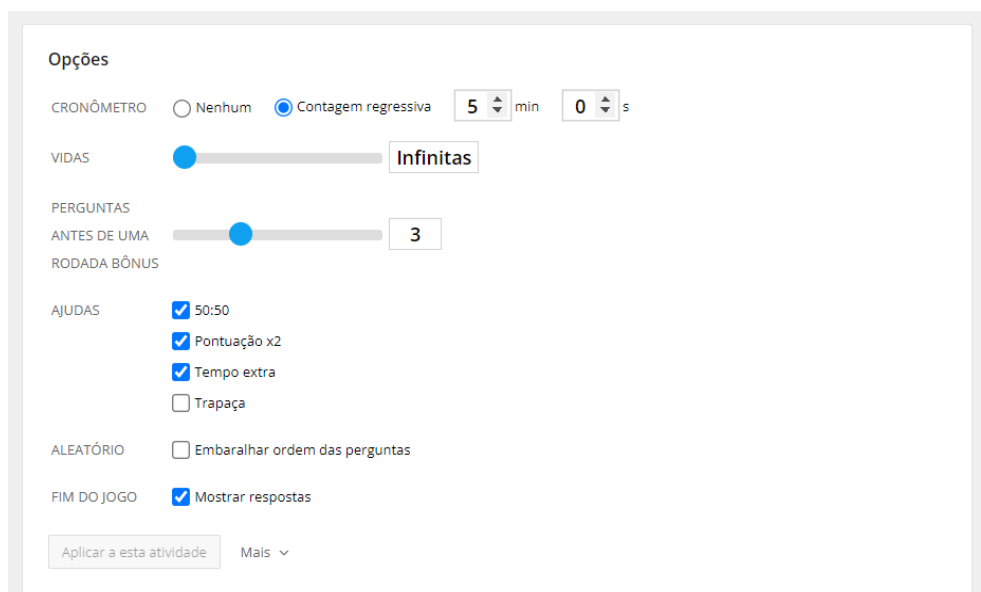 Opções
CRONÔMETRO Nenhum Contagem regressiva 5 min 0 s
VIDAS Infinitas
PERGUNTAS
ANTES DE UMA 3
RODADA BÔNUS
AJUDAS 50:50
Pontuação x2
Tempo extra
Trapaça
ALEATÓRIO Embaralhar ordem das perguntas
FIM DO JOGO Mostrar respostas
Aplicar a esta atividade Mais